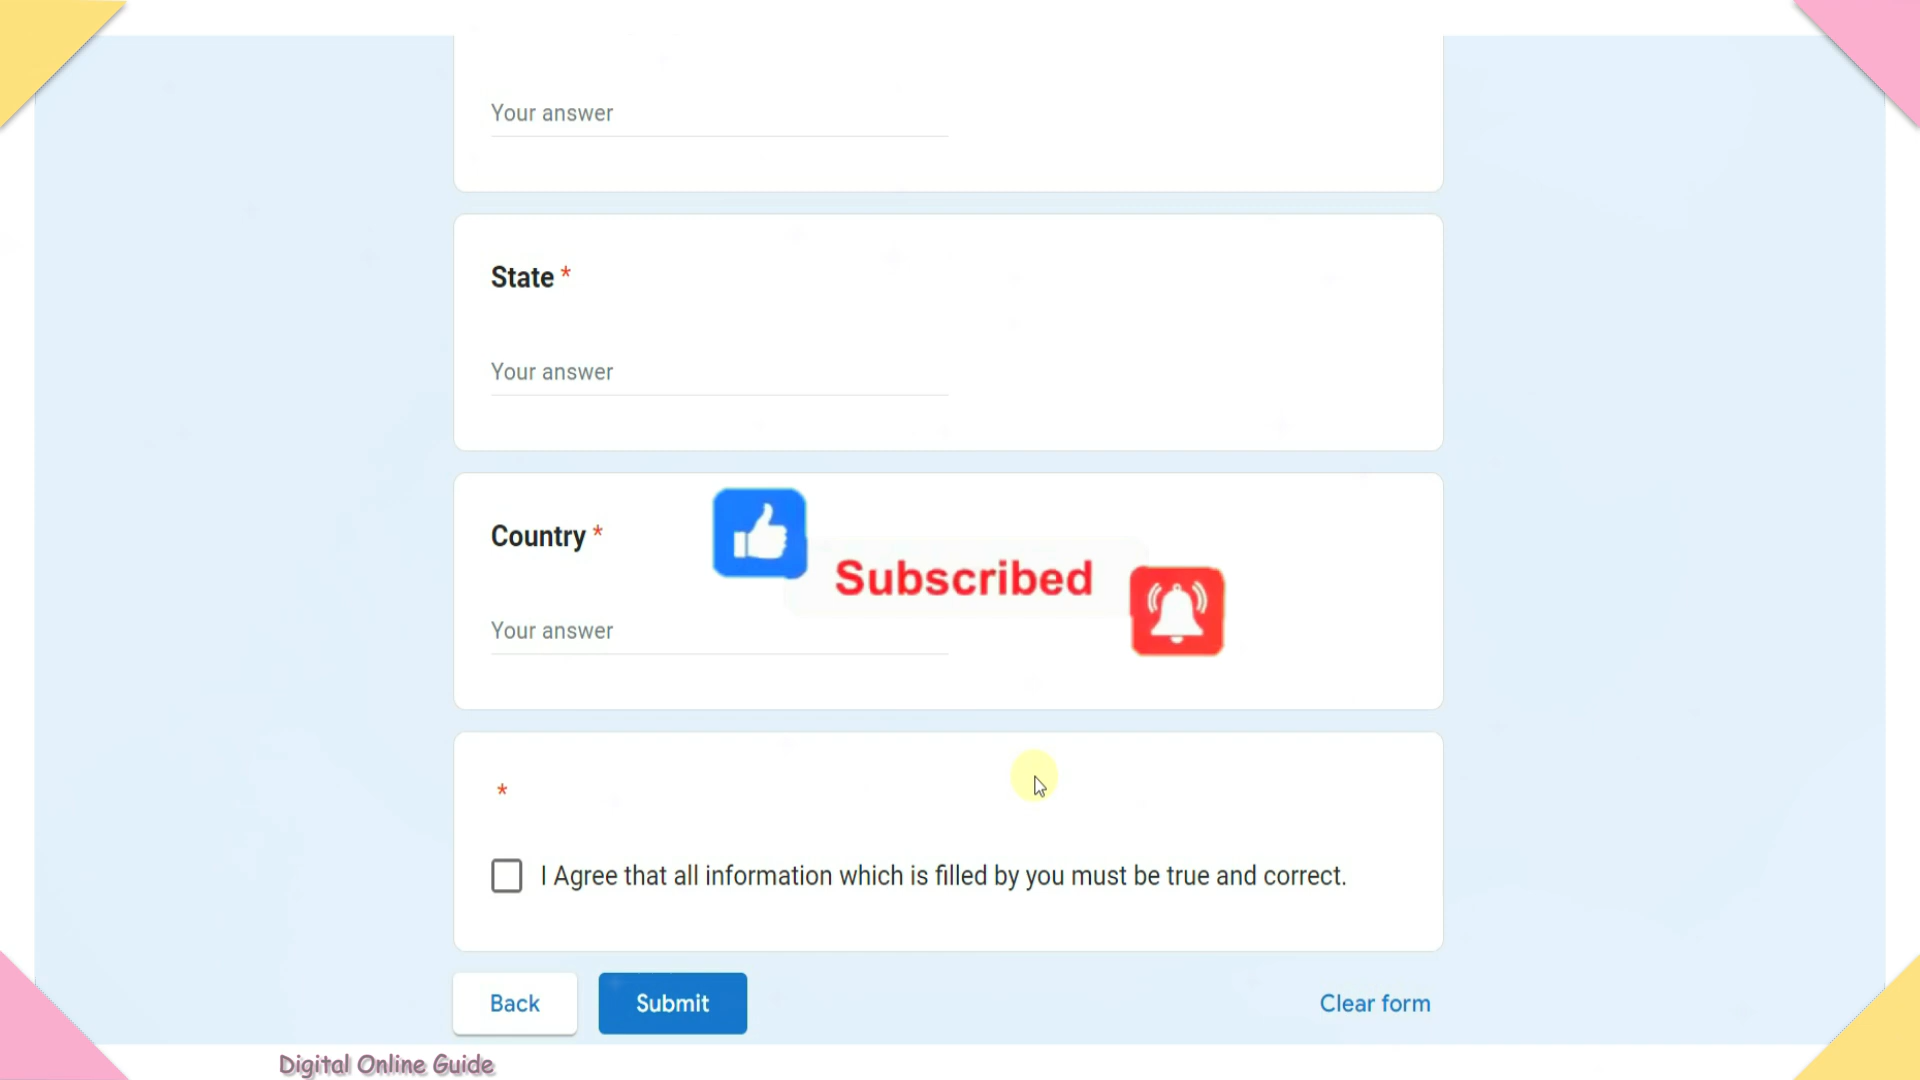 Your answer
State *
Your answer
Country *
Subscribed
Your answer
*
I Agree that all information which is filled by you must be true and correct.
Back
Submit
Clear form
Digital Online Guide